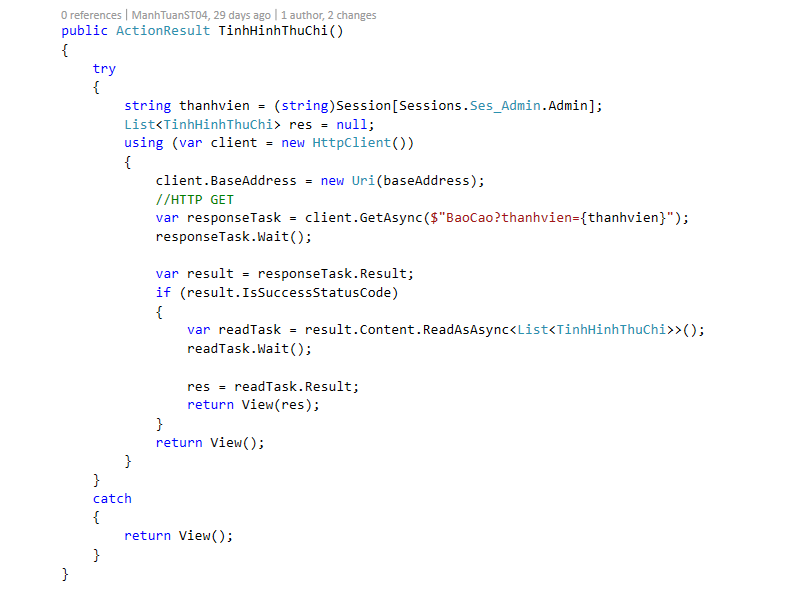 0 references | ManhTuanST04, 29 days ago | 1 author, 2 changes
public ActionResult TinhHinhThuChi()
{
    try
    {
        string thanhvien = (string)Session[Sessions.Ses_Admin.Admin];
        List<TinhHinhThuChi> res = null;
        using (var client = new HttpClient())
        {
            client.BaseAddress = new Uri(baseAddress);
            //HTTP GET
            var responseTask = client.GetAsync($"BaoCao?thanhvien={thanhvien}");
            responseTask.Wait();

            var result = responseTask.Result;
            if (result.IsSuccessStatusCode)
            {
                var readTask = result.Content.ReadAsAsync<List<TinhHinhThuChi>>();
                readTask.Wait();

                res = readTask.Result;
                return View(res);
            }
            return View();
        }
    }
    catch
    {
        return View();
    }
}